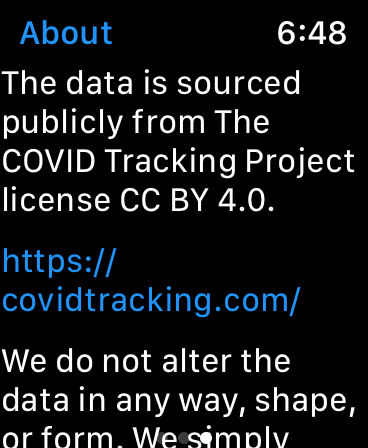 About 6:48
The data is sourced
publicly from The
COVID Tracking Project
license CC BY 4.0.
https://
covidtracking.com/
We do not alter the
data in any way, shape,
or form. We simply